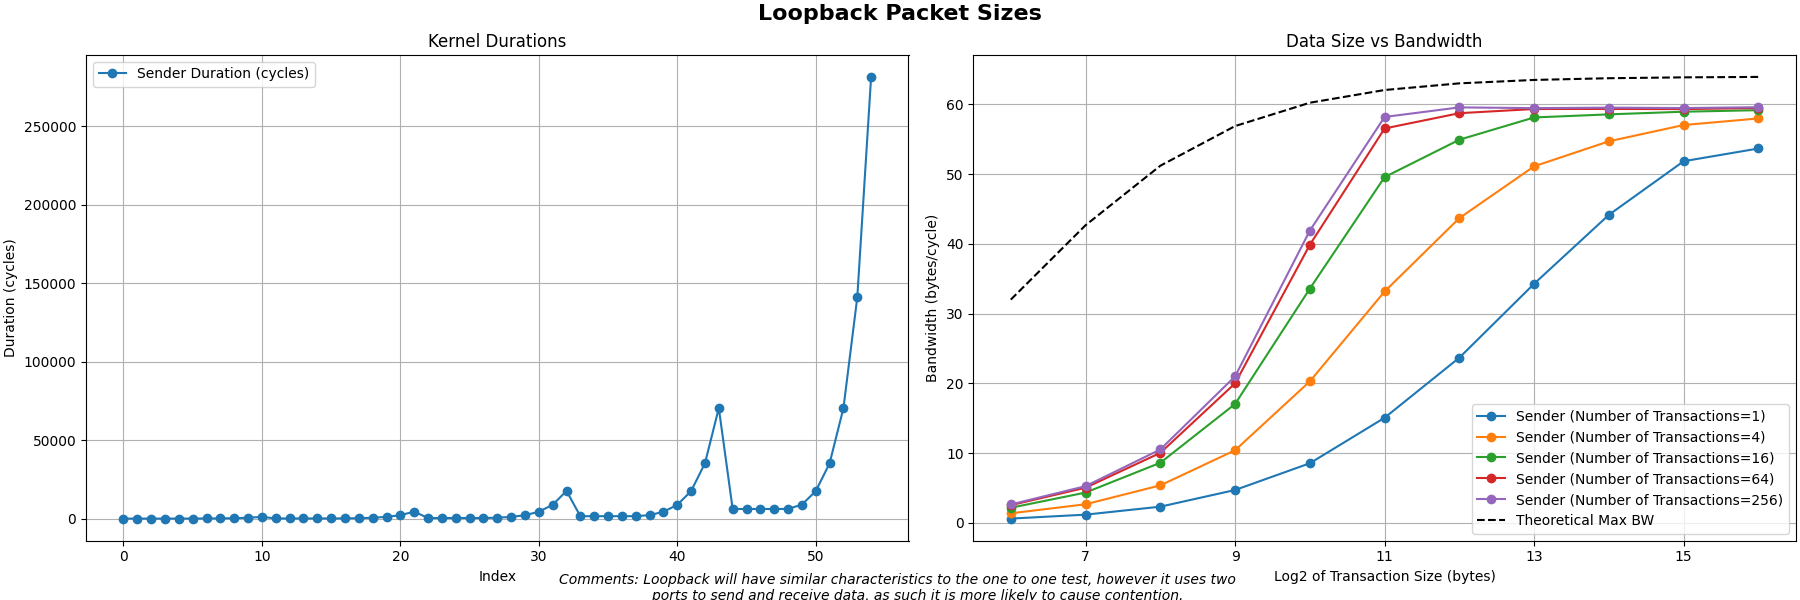 Loopback Packet Sizes
Kernel Durations
Sender Duration (cycles)
Duration (cycles)
250000
200000
150000
100000
50000
0
0
10
20
30
40
50
Index
Data Size vs Bandwidth
Bandwidth (bytes/cycle)
60
50
40
30
20
10
0
7
9
11
13
15
Log2 of Transaction Size (bytes)
Sender (Number of Transactions=1)
Sender (Number of Transactions=4)
Sender (Number of Transactions=16)
Sender (Number of Transactions=64)
Sender (Number of Transactions=256)
Theoretical Max BW
Comments: Loopback will have similar characteristics to the one to one test, however it uses two
ports to send and receive data, as such it is more likely to cause contention.